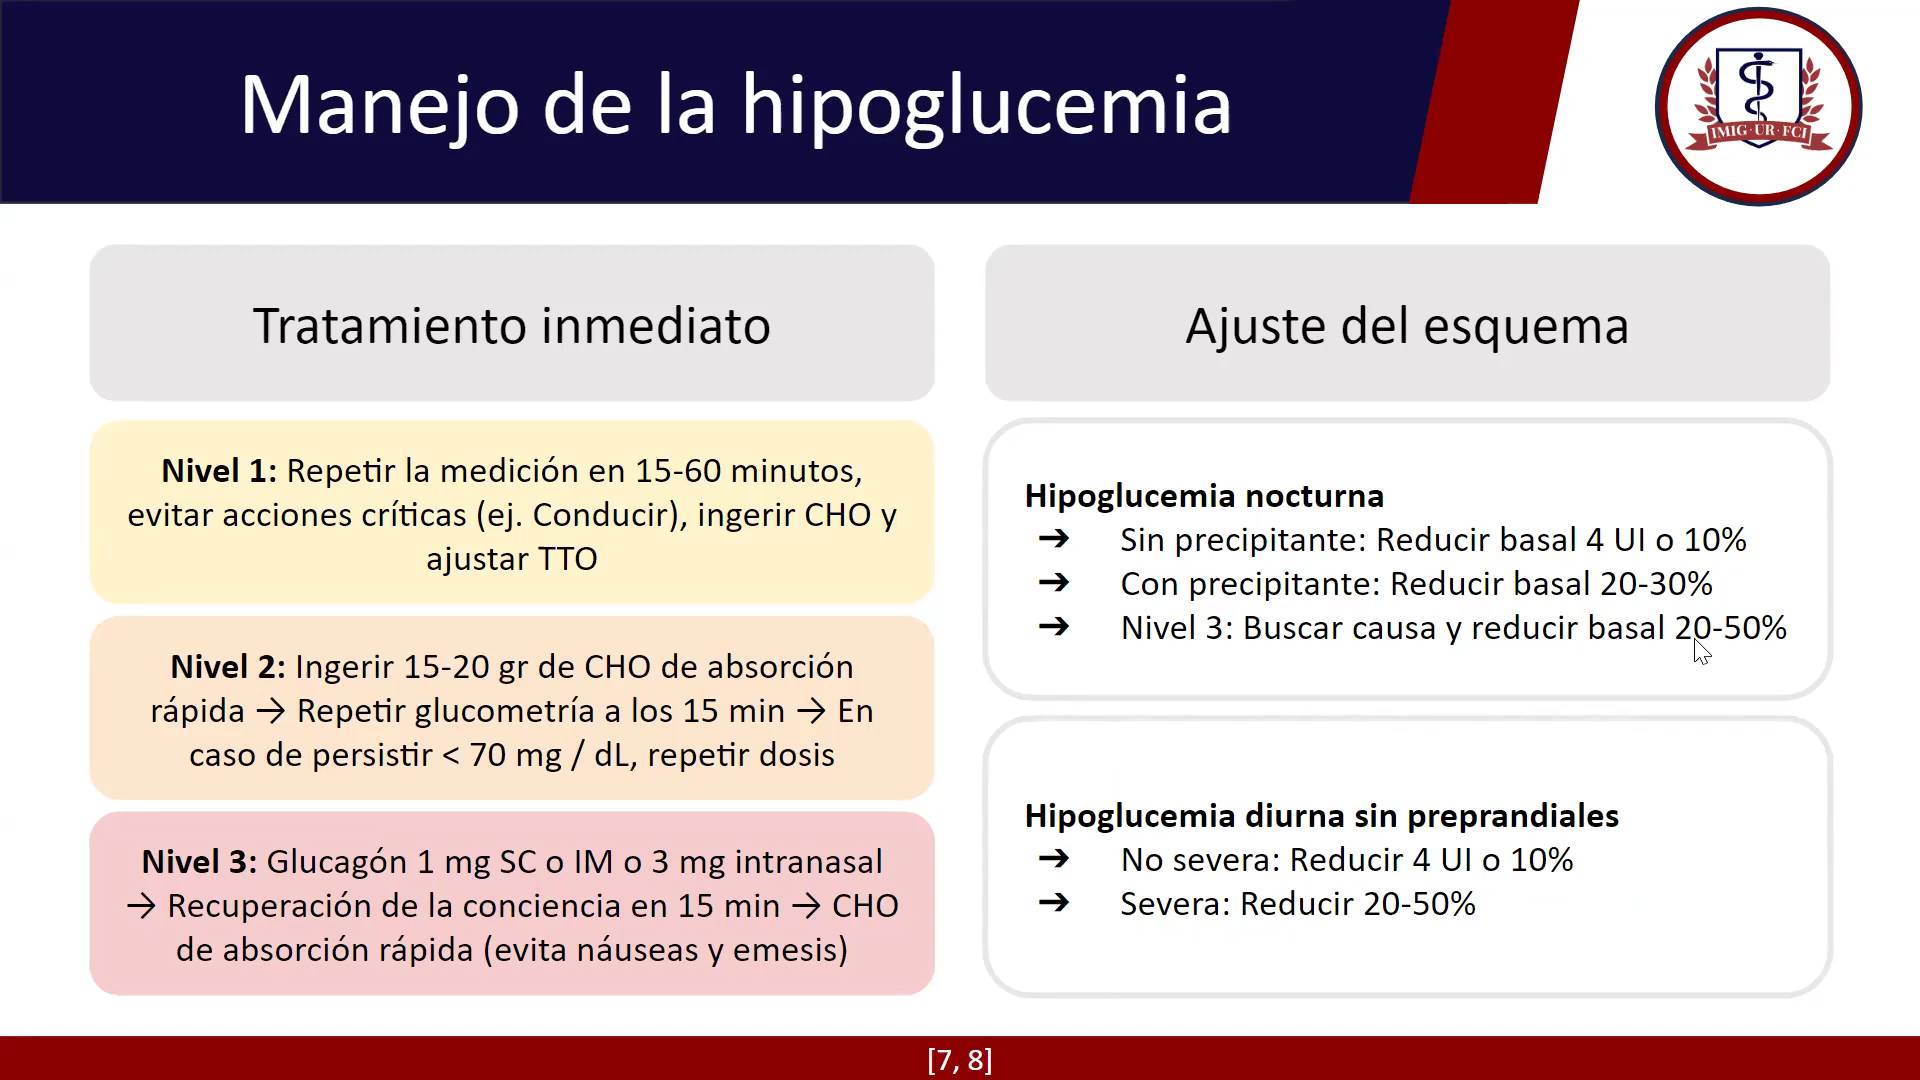 Manejo de la hipoglucemia
IMIG·UR·FCI
Tratamiento inmediato
Nivel 1: Repetir la medición en 15-60 minutos,
evitar acciones críticas (ej. Conducir), ingerir CHO y
ajustar TTO
Nivel 2: Ingerir 15-20 gr de CHO de absorción
rápida → Repetir glucometría a los 15 min → En
caso de persistir < 70 mg / dL, repetir dosis
Nivel 3: Glucagón 1 mg SC o IM o 3 mg intranasal
→ Recuperación de la conciencia en 15 min → CHO
de absorción rápida (evita náuseas y emesis)
Ajuste del esquema
Hipoglucemia nocturna
➔ Sin precipitante: Reducir basal 4 UI o 10%
➔ Con precipitante: Reducir basal 20-30%
➔ Nivel 3: Buscar causa y reducir basal 20-50%
Hipoglucemia diurna sin preprandiales
➔ No severa: Reducir 4 UI o 10%
➔ Severa: Reducir 20-50%
[7, 8]